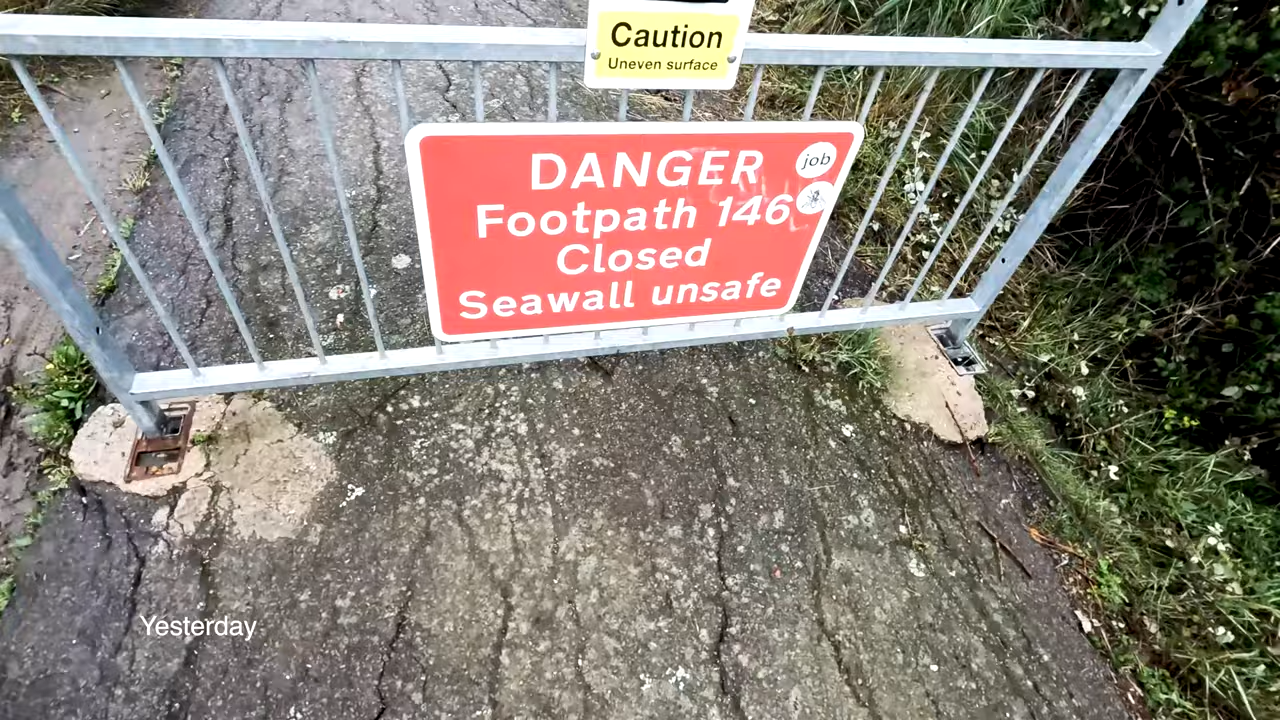 Caution
Uneven surface
DANGER
job
Footpath 146
Closed
Seawall unsafe
Yesterday